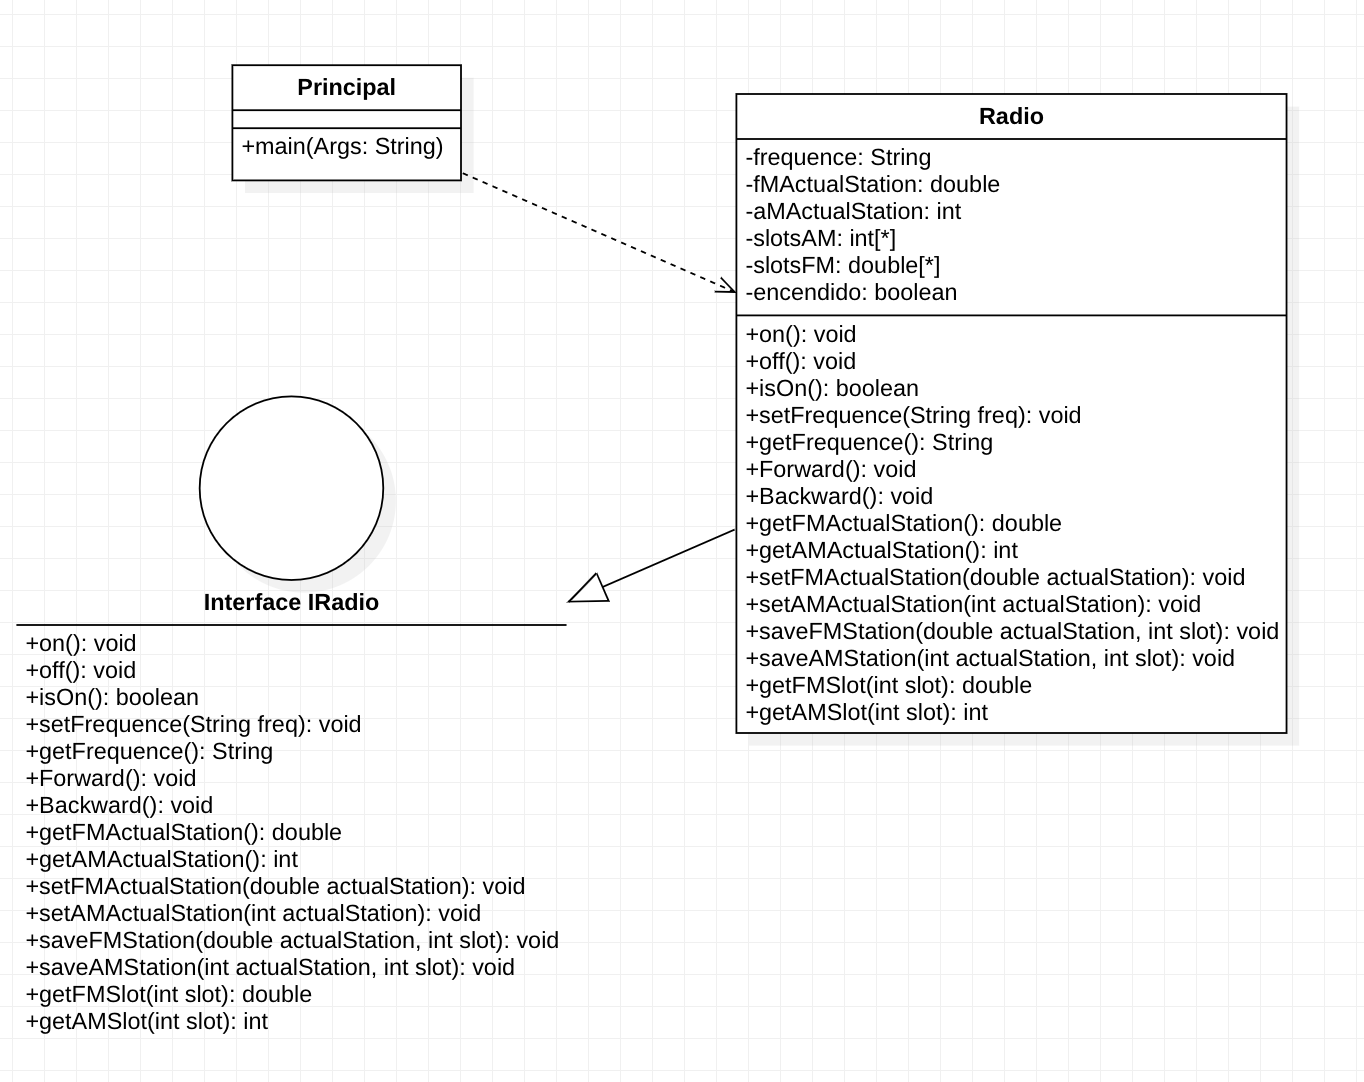 Principal
+main(Args: String)
Radio
-frequence: String
-fMActualStation: double
-aMActualStation: int
-slotsAM: int[*]
-slotsFM: double[*]
-encendido: boolean
+on(): void
+off(): void
+isOn(): boolean
+setFrequence(String freq): void
+getFrequence(): String
+Forward(): void
+Backward(): void
+getFMActualStation(): double
+getAMActualStation(): int
+setFMActualStation(double actualStation): void
+setAMActualStation(int actualStation): void
+saveFMStation(double actualStation, int slot): void
+saveAMStation(int actualStation, int slot): void
+getFMSlot(int slot): double
+getAMSlot(int slot): int
Interface IRadio
+on(): void
+off(): void
+isOn(): boolean
+setFrequence(String freq): void
+getFrequence(): String
+Forward(): void
+Backward(): void
+getFMActualStation(): double
+getAMActualStation(): int
+setFMActualStation(double actualStation): void
+setAMActualStation(int actualStation): void
+saveFMStation(double actualStation, int slot): void
+saveAMStation(int actualStation, int slot): void
+getFMSlot(int slot): double
+getAMSlot(int slot): int